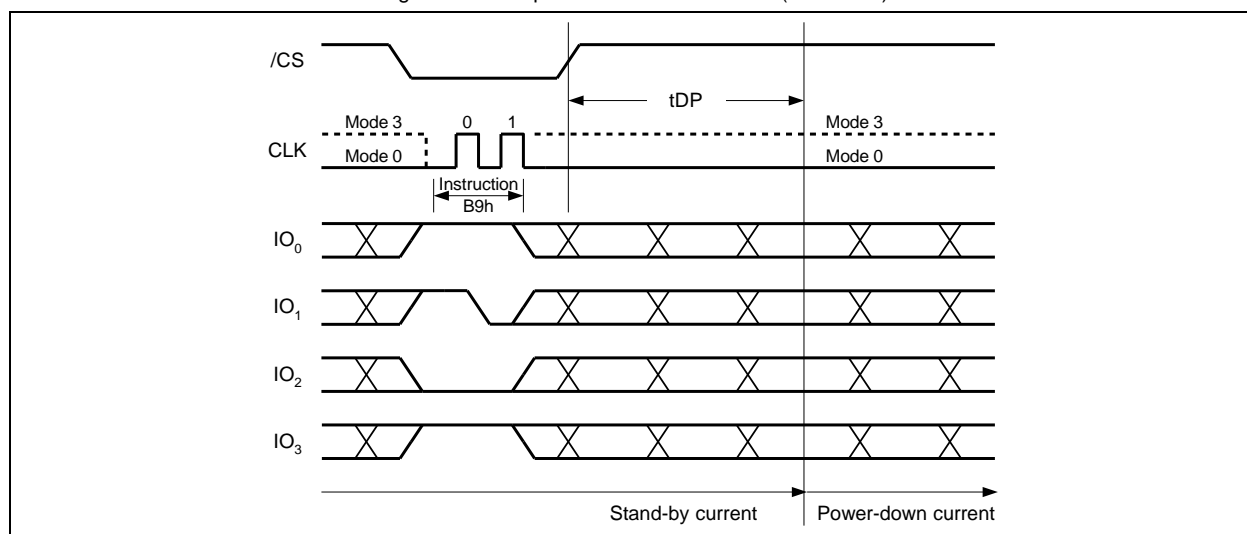 /CS
tDP
Mode 3 0 1 Mode 3
CLK
Mode 0 Mode 0
Instruction
B9h
IO0
IO1
IO2
IO3
Stand-by current Power-down current